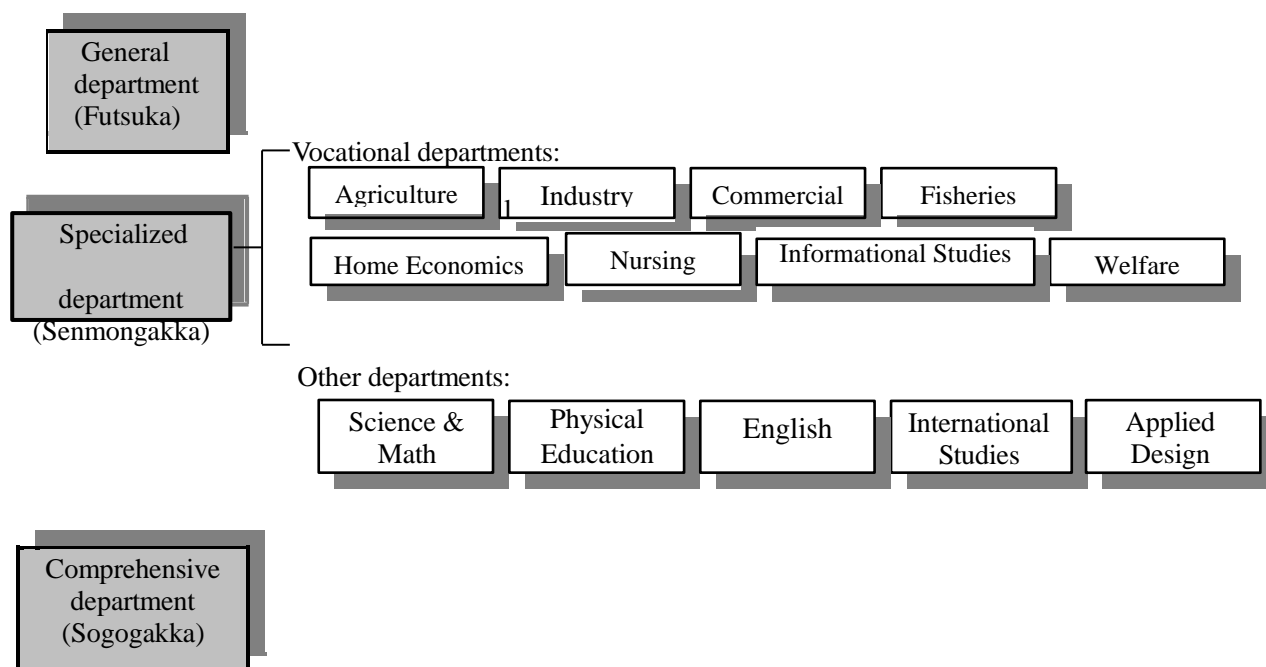 General
department
(Futsuka)
Vocational departments:
Agriculture
l
Industry
Commercial
Fisheries
Specialized
department
(Senmongakka)
Home Economics
Nursing
Informational Studies
Welfare
Other departments:
Science &
Math
Physical
Education
English
International
Studies
Applied
Design
Comprehensive
department
(Sogogakka)